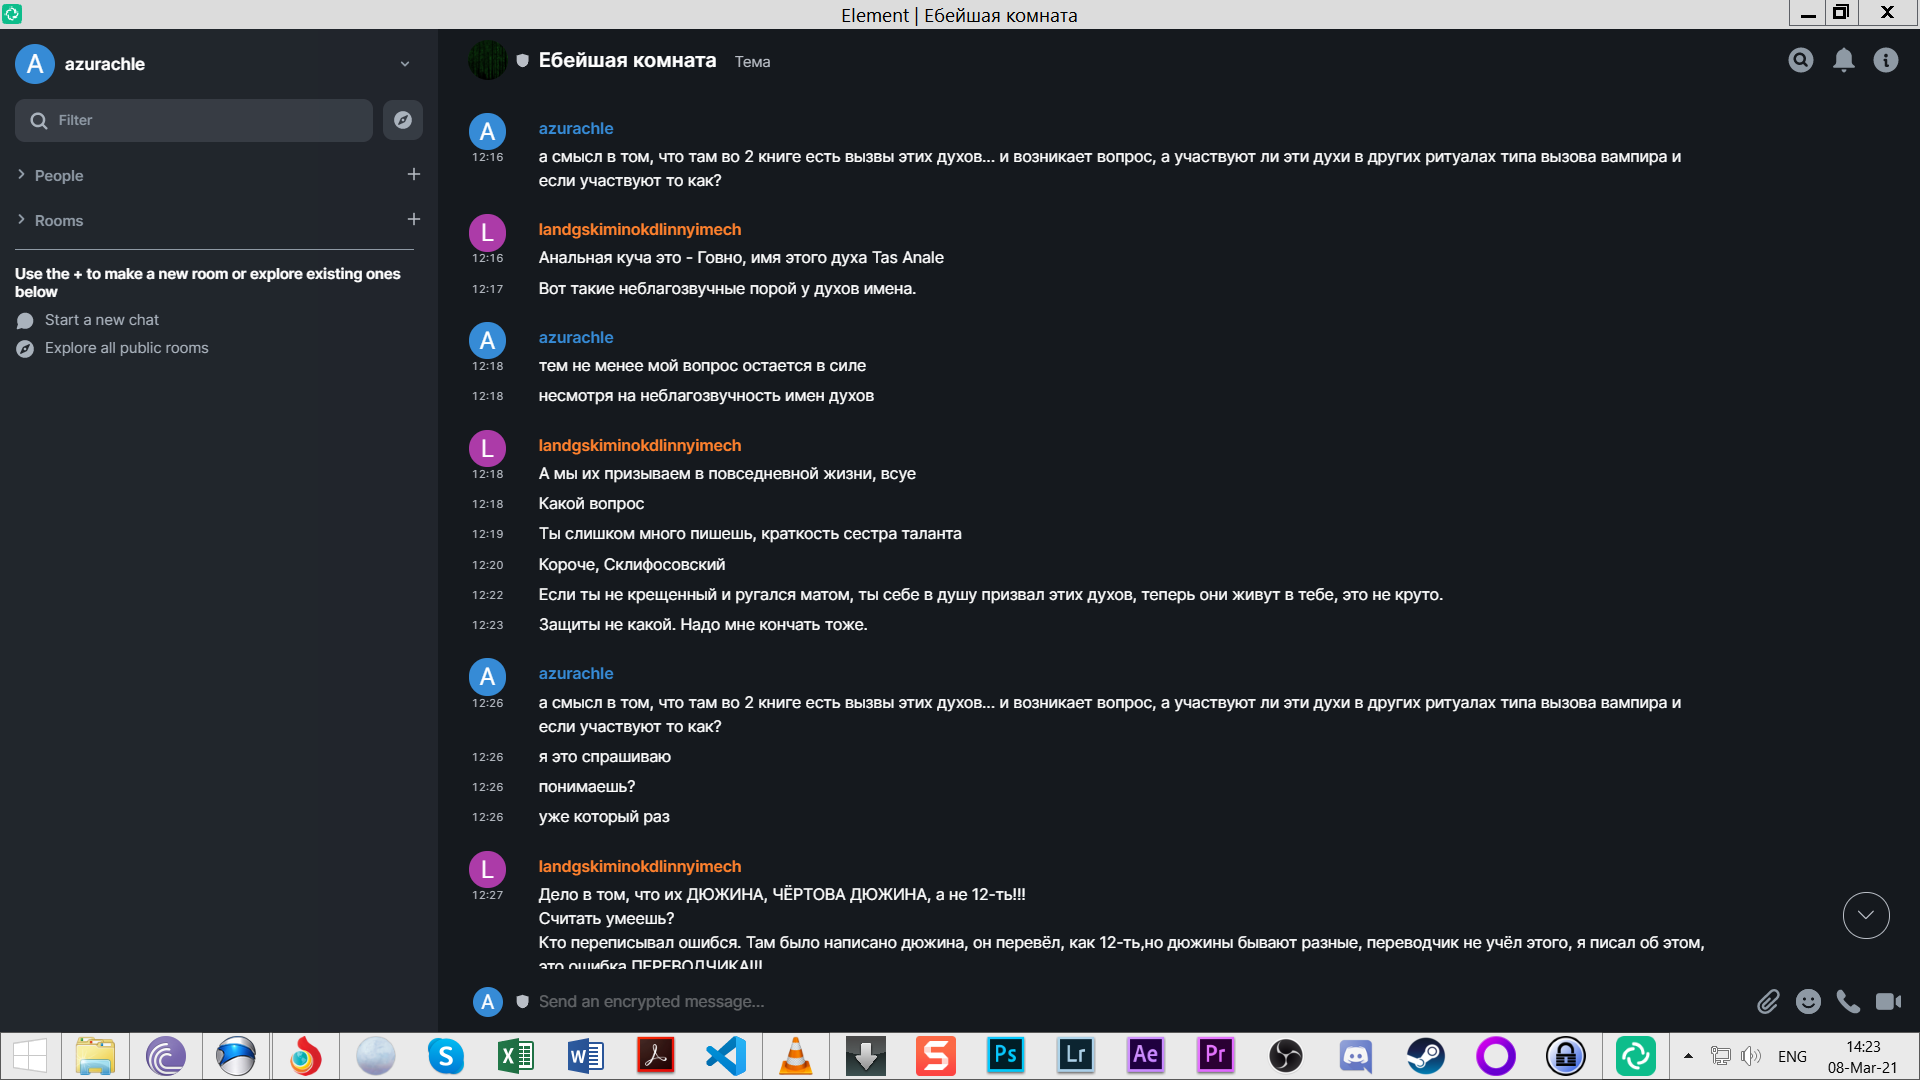 Element | Ебейшая комната
A
azurachle
Filter
People
Rooms
Use the + to make a new room or explore existing ones
below
Start a new chat
Explore all public rooms
Ебейшая комната Тема
A azurachle
12:16 а смысл в том, что там во 2 книге есть вызвы этих духов... и возникает вопрос, а участвуют ли эти духи в других ритуалах типа вызова вампира и
если участвуют то как?
L landgskiminokdlinnyimech
12:16 Анальная куча это - Говно, имя этого духа Tas Anale
12:17 Вот такие неблагозвучные порой у духов имена.
A azurachle
12:18 тем не менее мой вопрос остается в силе
12:18 несмотря на неблагозвучность имен духов
L landgskiminokdlinnyimech
12:18 А мы их призываем в повседневной жизни, всуе
12:18 Какой вопрос
12:19 Ты слишком много пишешь, краткость сестра таланта
12:20 Короче, Склифосовский
12:22 Если ты не крещенный и ругался матом, ты себе в душу призвал этих духов, теперь они живут в тебе, это не круто.
12:23 Защиты не какой. Надо мне кончать тоже.
A azurachle
12:26 а смысл в том, что там во 2 книге есть вызвы этих духов... и возникает вопрос, а участвуют ли эти духи в других ритуалах типа вызова вампира и
если участвуют то как?
12:26 я это спрашиваю
12:26 понимаешь?
12:26 уже который раз
L landgskiminokdlinnyimech
12:27 Дело в том, что их ДЮЖИНА, ЧЁРТОВА ДЮЖИНА, а не 12-ть!!!
Считать умеешь?
Кто переписывал ошибся. Там было написано дюжина, он перевёл, как 12-ть,но дюжины бывают разные, переводчик не учёл этого, я писал об этом,
это ошибка ПЕРЕВОДЧИКА!!!
A Send an encrypted message...
Ps Lr Ae Pr
ENG
14:23
08-Mar-21